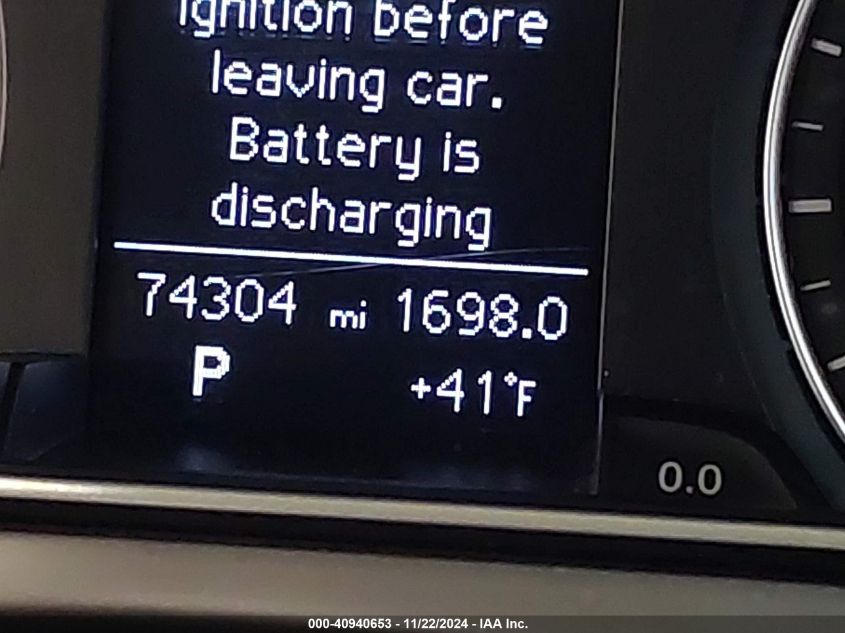 ignition before
leaving car.
Battery is
discharging
74304 mi 1698.0
P +41°F
0.0
000-40940653 - 11/22/2024 - IAA Inc.